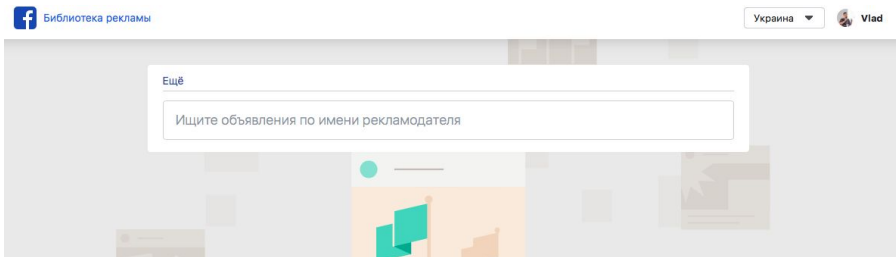 Библиотека рекламы
Украина
Vlad
Ещё
Ищите объявления по имени рекламодателя